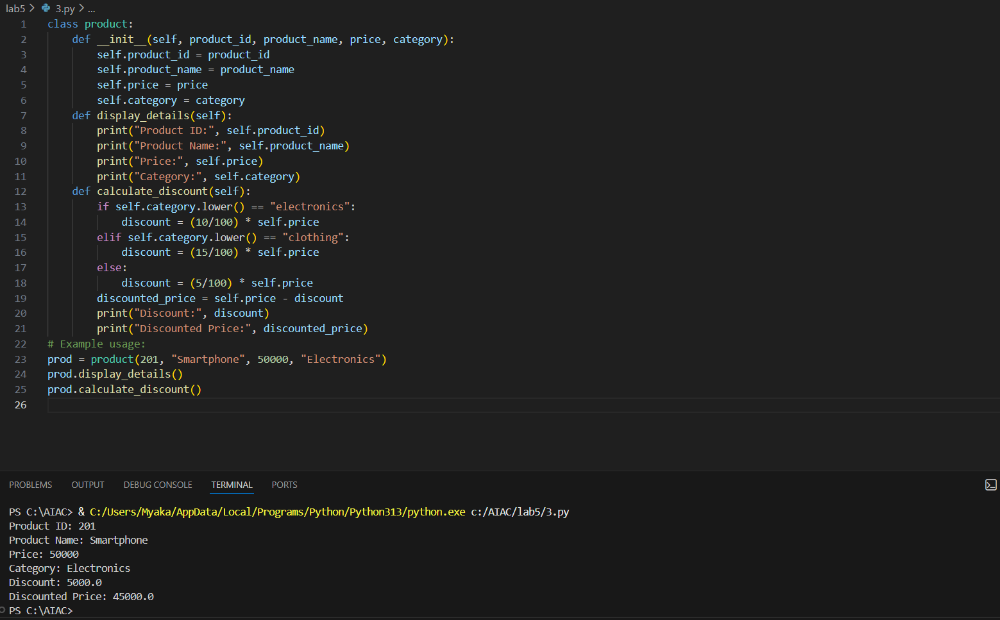 lab5 > 3.py > ...
1 class product:
2     def __init__(self, product_id, product_name, price, category):
3         self.product_id = product_id
4         self.product_name = product_name
5         self.price = price
6         self.category = category
7     def display_details(self):
8         print("Product ID:", self.product_id)
9         print("Product Name:", self.product_name)
10         print("Price:", self.price)
11         print("Category:", self.category)
12     def calculate_discount(self):
13         if self.category.lower() == "electronics":
14             discount = (10/100) * self.price
15         elif self.category.lower() == "clothing":
16             discount = (15/100) * self.price
17         else:
18             discount = (5/100) * self.price
19         discounted_price = self.price - discount
20         print("Discount:", discount)
21         print("Discounted Price:", discounted_price)
22 # Example usage:
23 prod = product(201, "Smartphone", 50000, "Electronics")
24 prod.display_details()
25 prod.calculate_discount()
26
PROBLEMS OUTPUT DEBUG CONSOLE TERMINAL PORTS
PS C:\AIAC> & C:/Users/Myaka/AppData/Local/Programs/Python/Python313/python.exe c:/AIAC/lab5/3.py
Product ID: 201
Product Name: Smartphone
Price: 50000
Category: Electronics
Discount: 5000.0
Discounted Price: 45000.0
PS C:\AIAC>